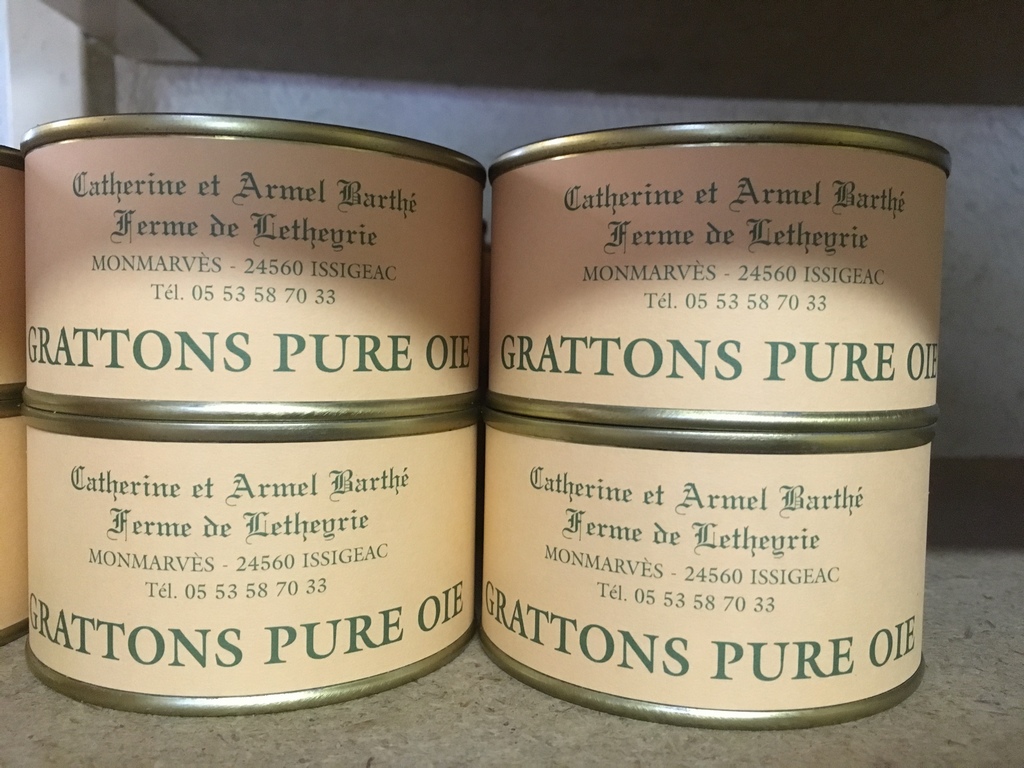 Catherine et Armel Barthé
Ferme de Letheyrie
MONMARVÈS - 24560 ISSIGEAC
Tél. 05 53 58 70 33
GRATTONS PURE OIE
Catherine et Armel Barthé
Ferme de Letheyrie
MONMARVÈS - 24560 ISSIGEAC
Tél. 05 53 58 70 33
GRATTONS PURE OIE
Catherine et Armel Barthé
Ferme de Letheyrie
MONMARVÈS - 24560 ISSIGEAC
Tél. 05 53 58 70 33
GRATTONS PURE OIE
Catherine et Armel Barthé
Ferme de Letheyrie
MONMARVÈS - 24560 ISSIGEAC
Tél. 05 53 58 70 33
GRATTONS PURE OIE